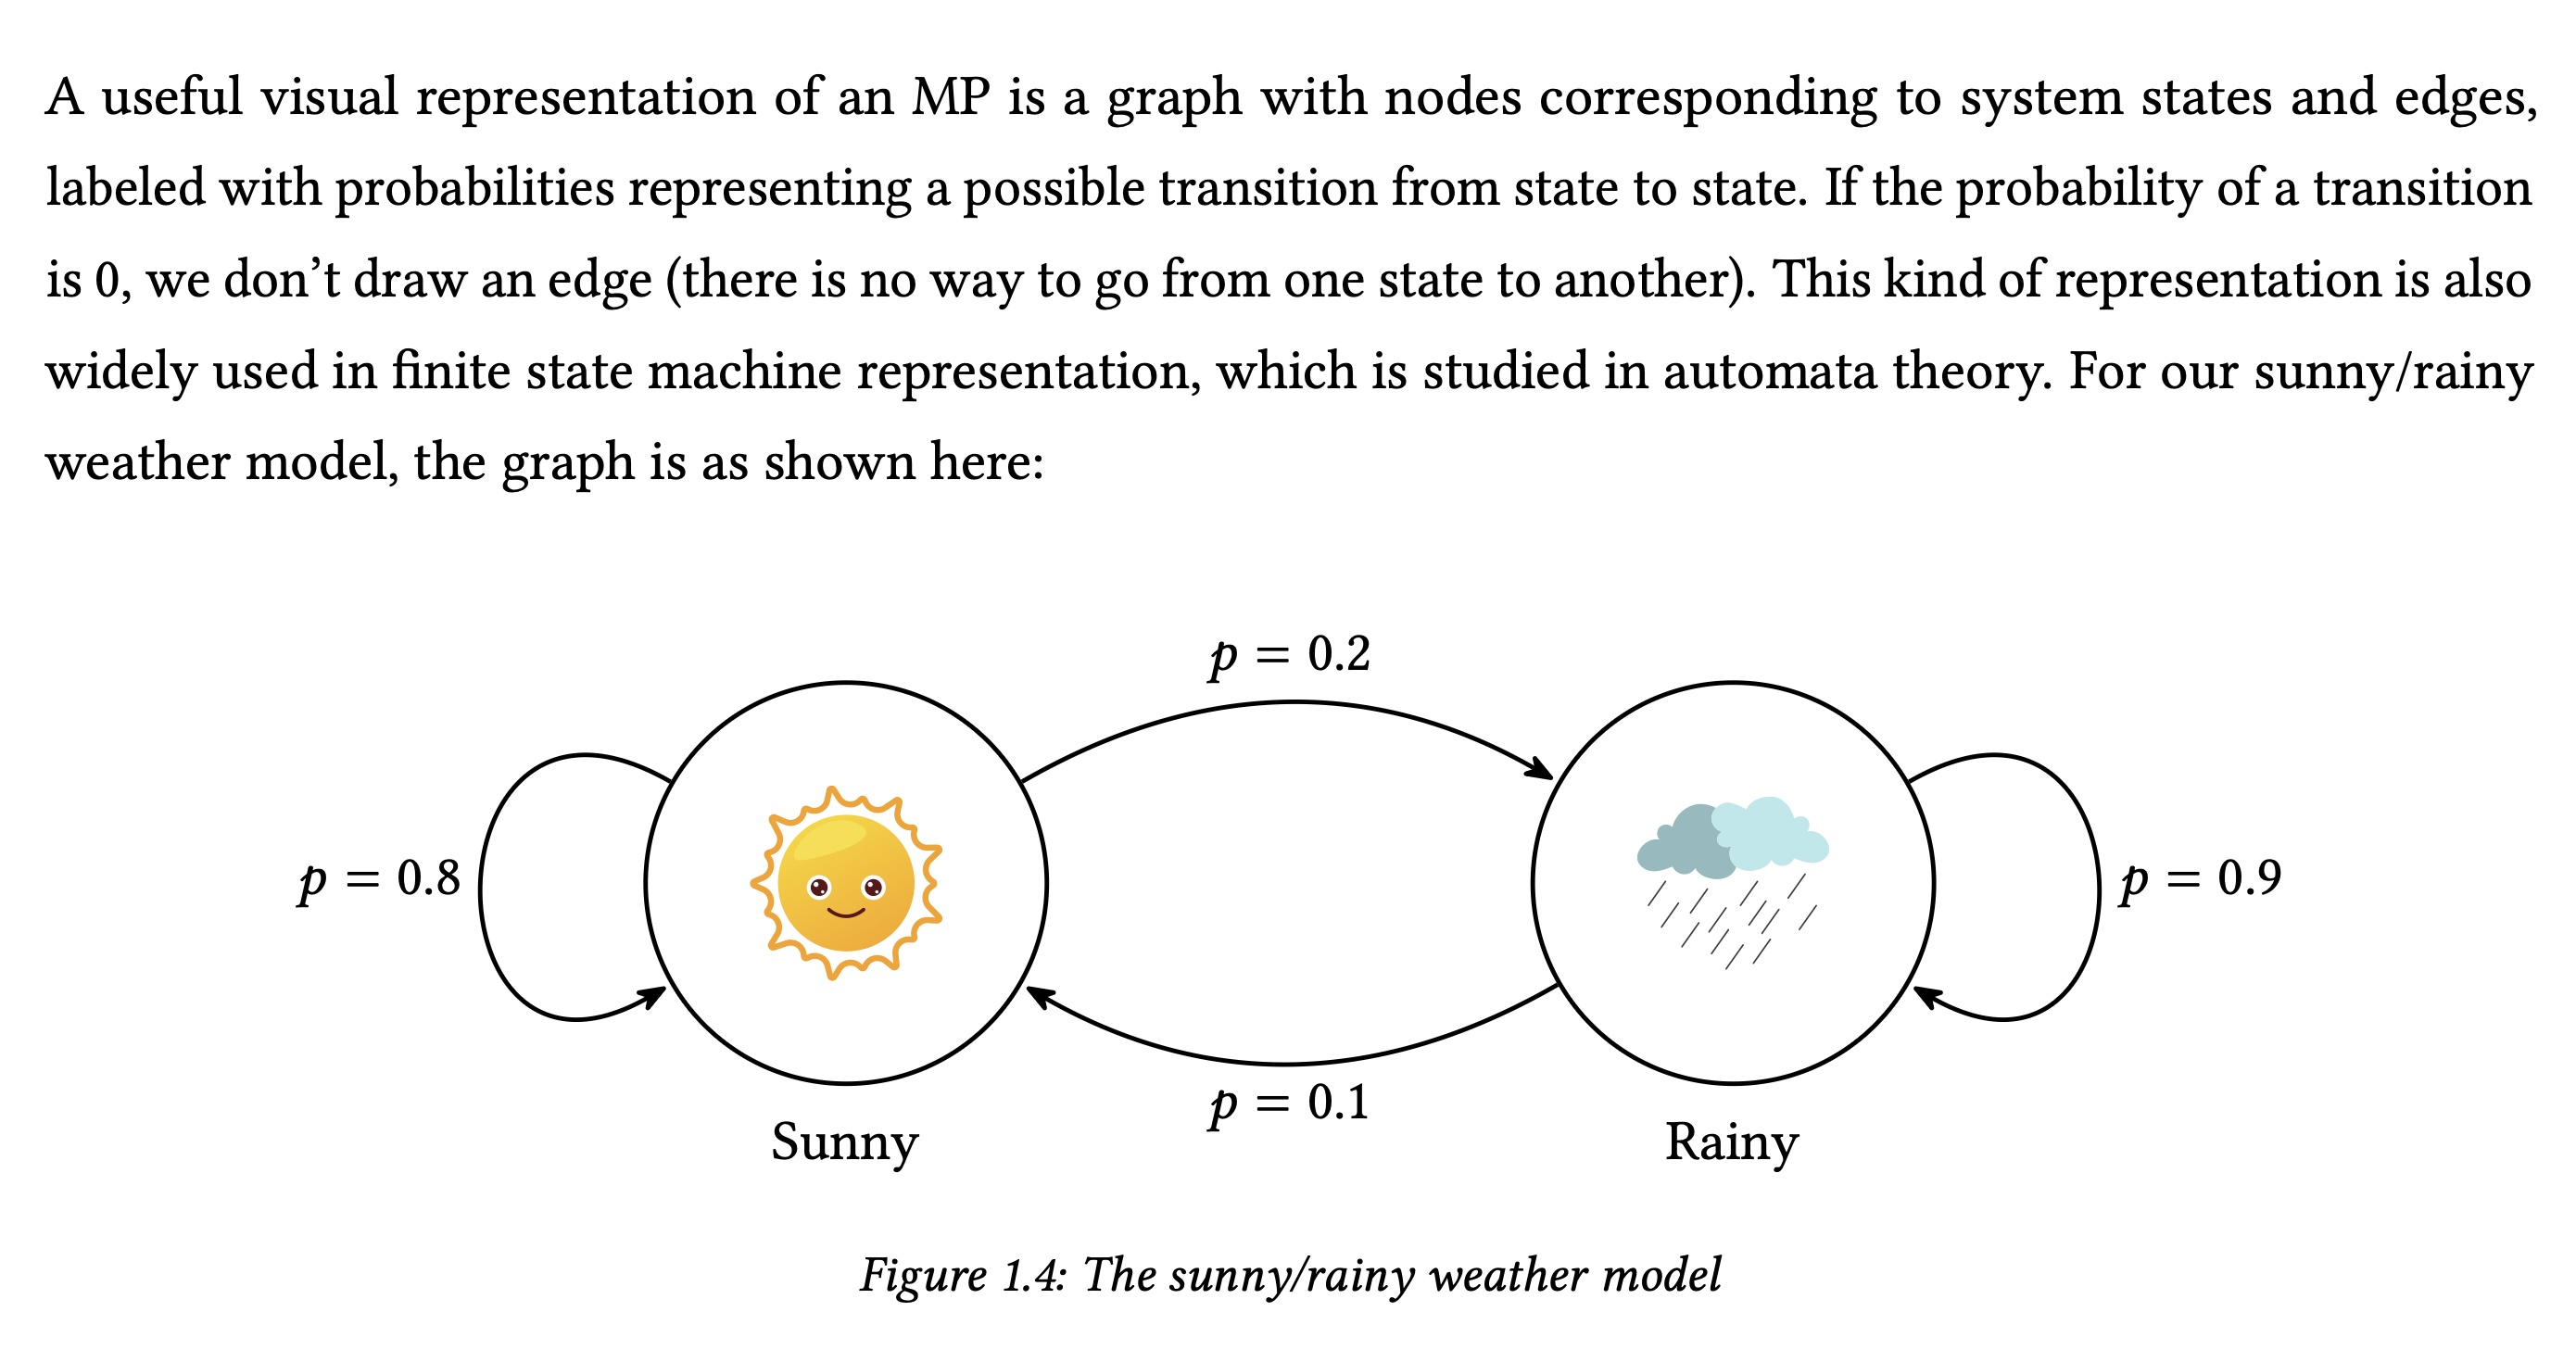 A useful visual representation of an MP is a graph with nodes corresponding to system states and edges,
labeled with probabilities representing a possible transition from state to state. If the probability of a transition
is 0, we don’t draw an edge (there is no way to go from one state to another). This kind of representation is also
widely used in finite state machine representation, which is studied in automata theory. For our sunny/rainy
weather model, the graph is as shown here:
p = 0.2
p = 0.8
p = 0.9
p = 0.1
Sunny
Rainy
Figure 1.4: The sunny/rainy weather model